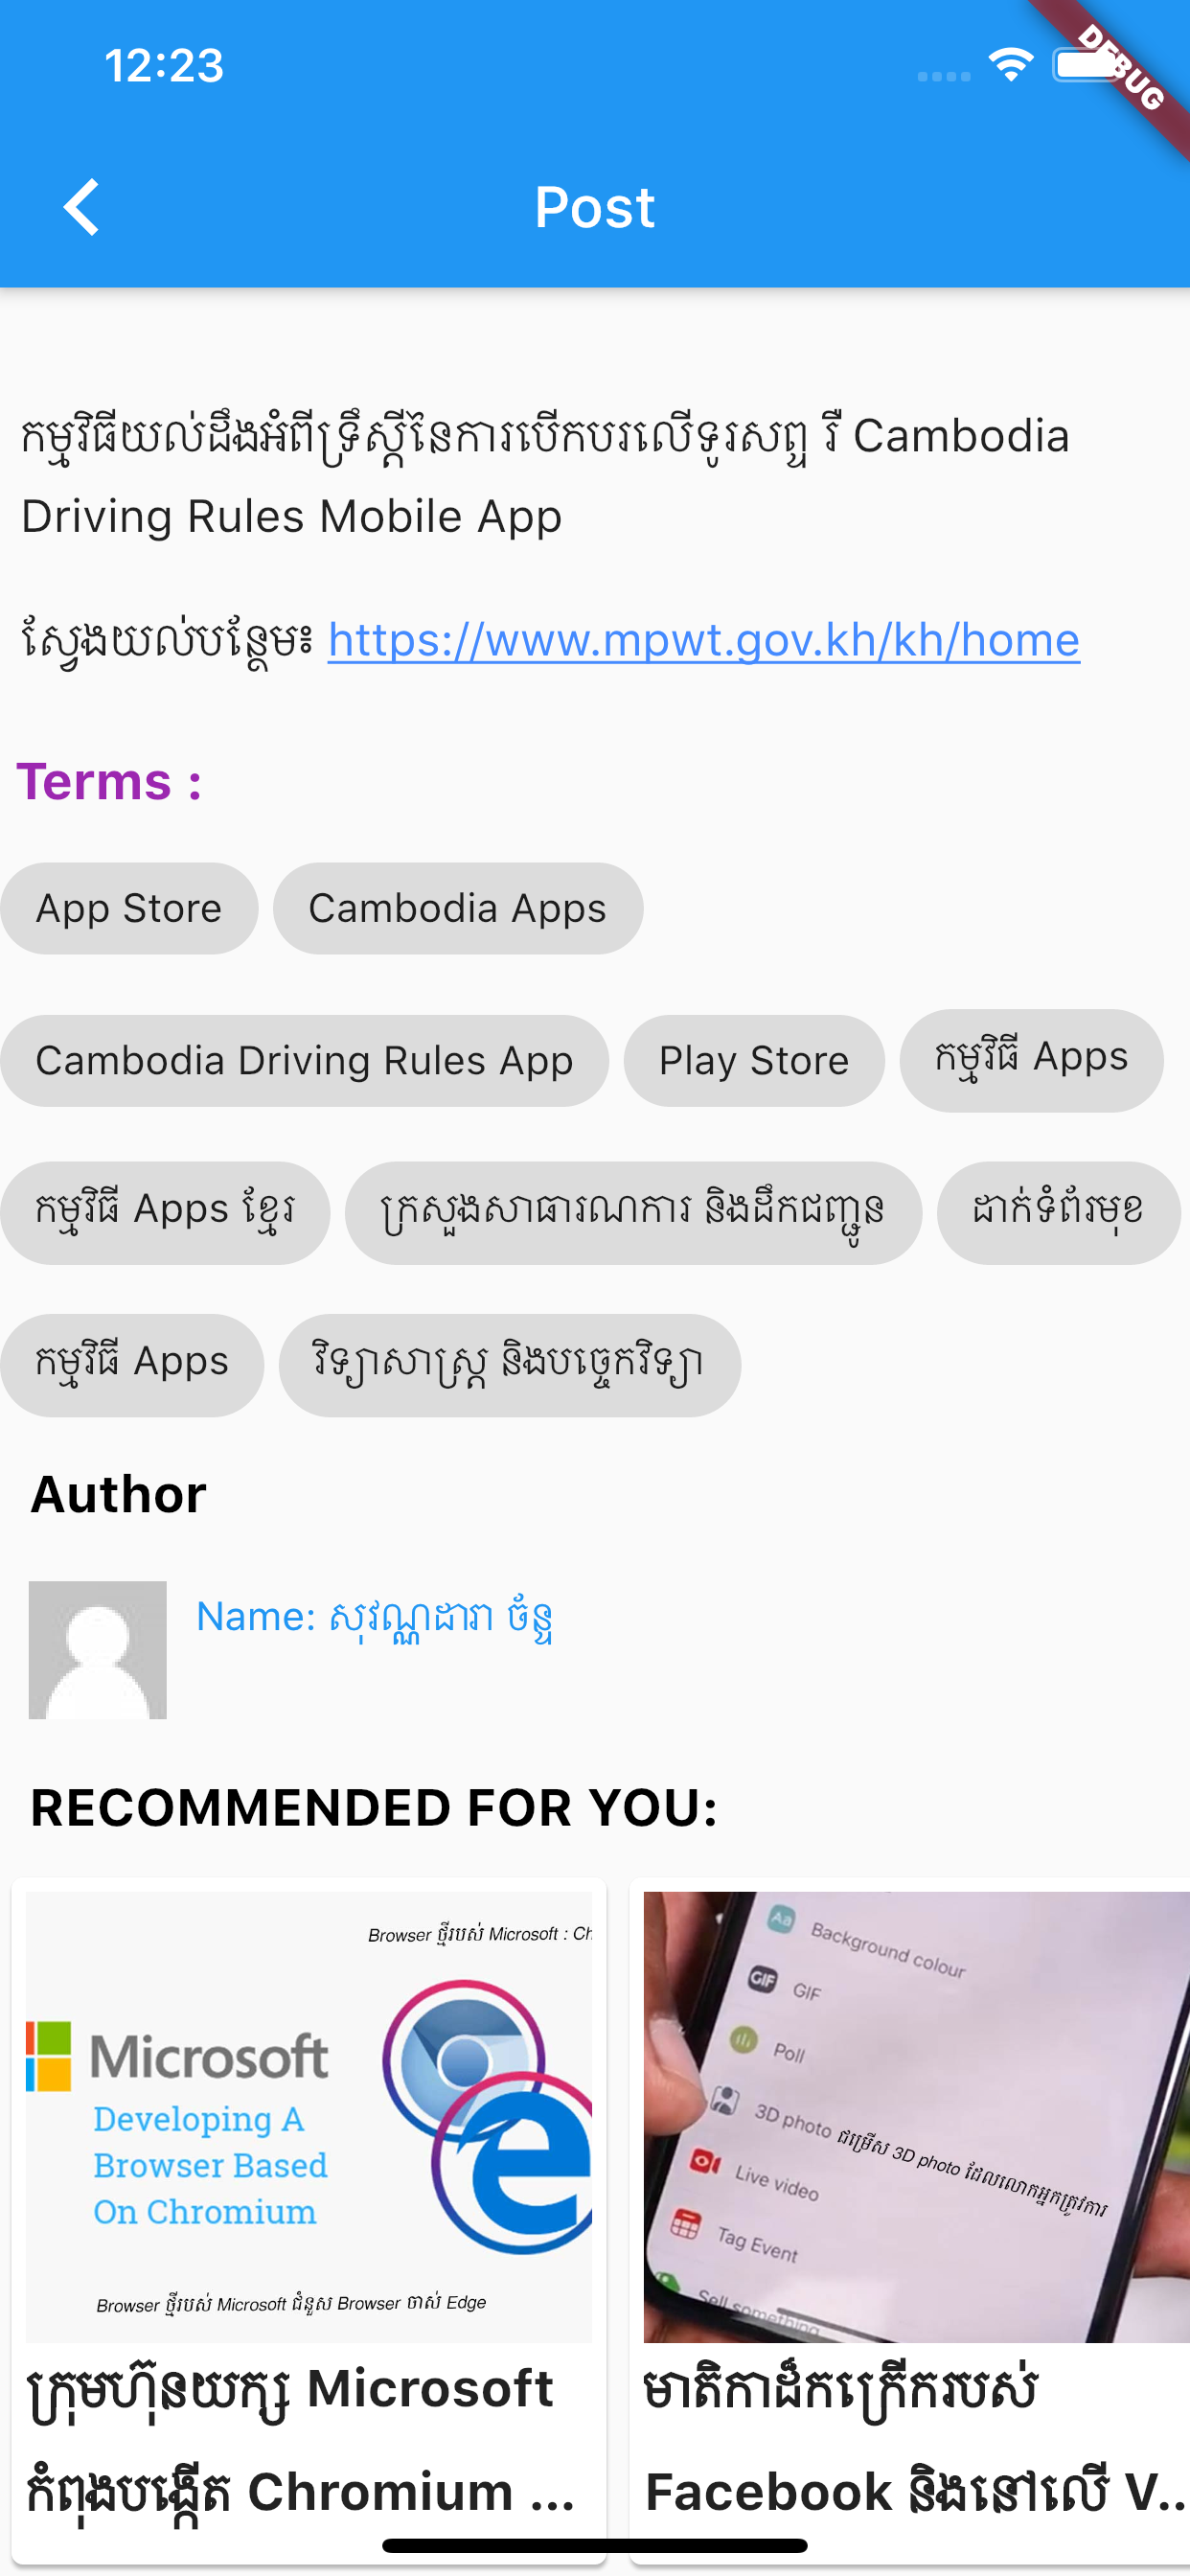 12:23
DEBUG
Post
កម្មវិធីយល់ដឹងអំពីទ្រឹស្តីនៃការបើកបរលើទូរសព្ទ រឺ Cambodia
Driving Rules Mobile App
ស្វែងយល់បន្ថែម៖ https://www.mpwt.gov.kh/kh/home
Terms :
App Store Cambodia Apps
Cambodia Driving Rules App Play Store កម្មវិធី Apps
កម្មវិធី Apps ខ្មែរ ក្រសួងសាធារណការ និងដឹកជញ្ជូន ដាក់ទំព័រមុខ
កម្មវិធី Apps វិទ្យាសាស្ត្រ និងបច្ចេកវិទ្យា
Author
Name: សុវណ្ណដារា ច័ន្ទ
RECOMMENDED FOR YOU:
Browser ថ្មីរបស់ Microsoft : Ch
Microsoft
Developing A
Browser Based
On Chromium
Browser ថ្មីរបស់ Microsoft ជំនួស Browser ចាស់ Edge
ក្រុមហ៊ុនយក្ស Microsoft
កំពុងបង្កើត Chromium ...
Aa Background colour
GIF GIF
Poll
3D photo ជម្រើស 3D photo ដែលលោកអ្នកត្រូវការ
Live video
Tag Event
Sell something
មាតិកាដ៏កក្រើករបស់
Facebook និងនៅលើ V..